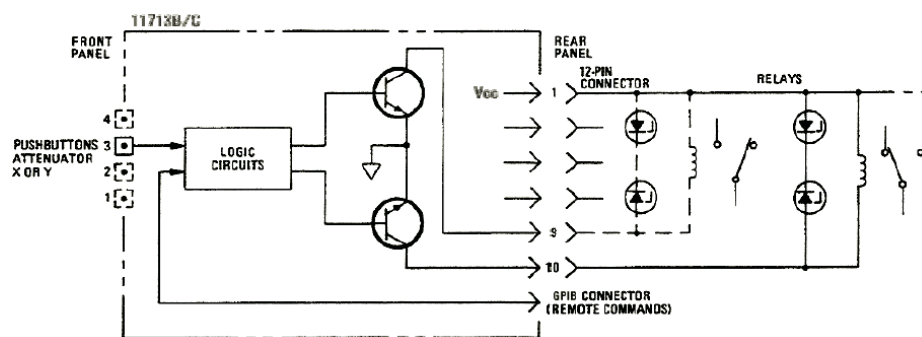 11713B/C
FRONT
PANEL
REAR
PANEL
12-PIN
CONNECTOR
RELAYS
Vcc
1
4
PUSHBUTTONS
ATTENUATOR
X OR Y
3
2
1
LOGIC
CIRCUITS
9
10
GPIB CONNECTOR
(REMOTE COMMANDS)